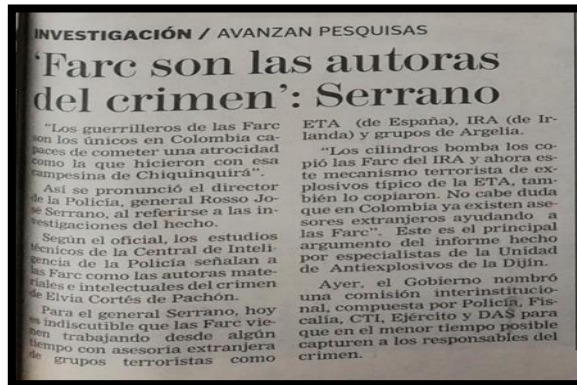 INVESTIGACIÓN / AVANZAN PESQUISAS
'Farc son las autoras
del crimen': Serrano
"Los guerrilleros de las Farc
son los únicos en Colombia ca-
paces de cometer una atrocidad
como la que hicieron con esa
campesina de Chiquinquirá".
Así se pronunció el director
de la Policía, general Rosso Jo-
sé Serrano, al referirse a las in-
vestigaciones del hecho.
Según el oficial, los estudios
técnicos de la Central de Inteli-
gencia de la Policía señalan a
las Farc como las autoras mate-
riales e intelectuales del crimen
de Elvia Cortés de Pachón.
Para el general Serrano, hoy
es indiscutible que las Farc vie-
nen trabajando desde algún
tiempo con asesoría extranjera
de grupos terroristas como
ETA (de España), IRA (de Ir-
landa) y grupos de Argelia.
"Los cilindros bomba los co-
pió las Farc del IRA y ahora es-
te mecanismo terrorista de ex-
plosivos típico de la ETA, tam-
bién lo copiaron. No cabe duda
que en Colombia ya existen ase-
sores extranjeros ayudando a
las Farc". Este es el principal
argumento del informe hecho
por especialistas de la Unidad
de Antiexplosivos de la Dijín.
Ayer, el Gobierno nombró
una comisión interinstitucio-
nal, compuesta por Policía, Fis-
calía, CTI, Ejército y DAS para
que en el menor tiempo posible
capturen a los responsables del
crimen.